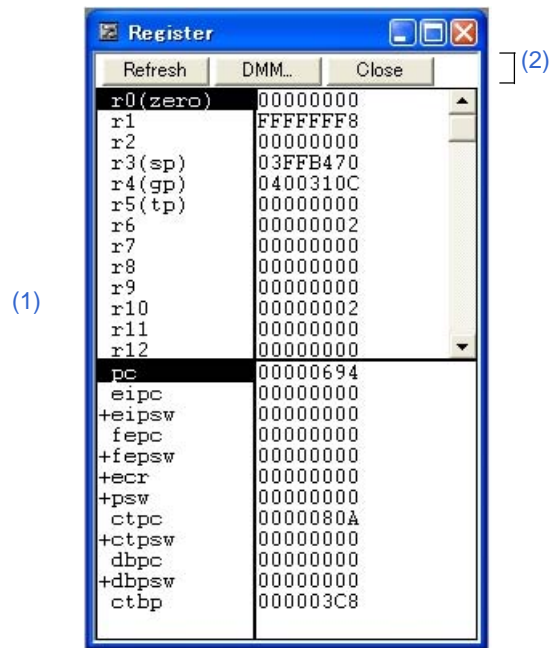 Register
Refresh DMM... Close
(2)
r0(zero) 00000000
r1 FFFFFFF8
r2 00000000
r3(sp) 03FFB470
r4(gp) 0400310C
r5(tp) 00000000
r6 00000002
r7 00000000
r8 00000000
r9 00000000
(1)
r10 00000002
r11 00000000
r12 00000000
pc 00000694
eipc 00000000
+eipsw 00000000
fepc 00000000
+fepsw 00000000
+ecr 00000000
+psw 00000000
ctpc 0000080A
+ctpsw 00000000
dbpc 00000000
+dbpsw 00000000
ctbp 000003C8